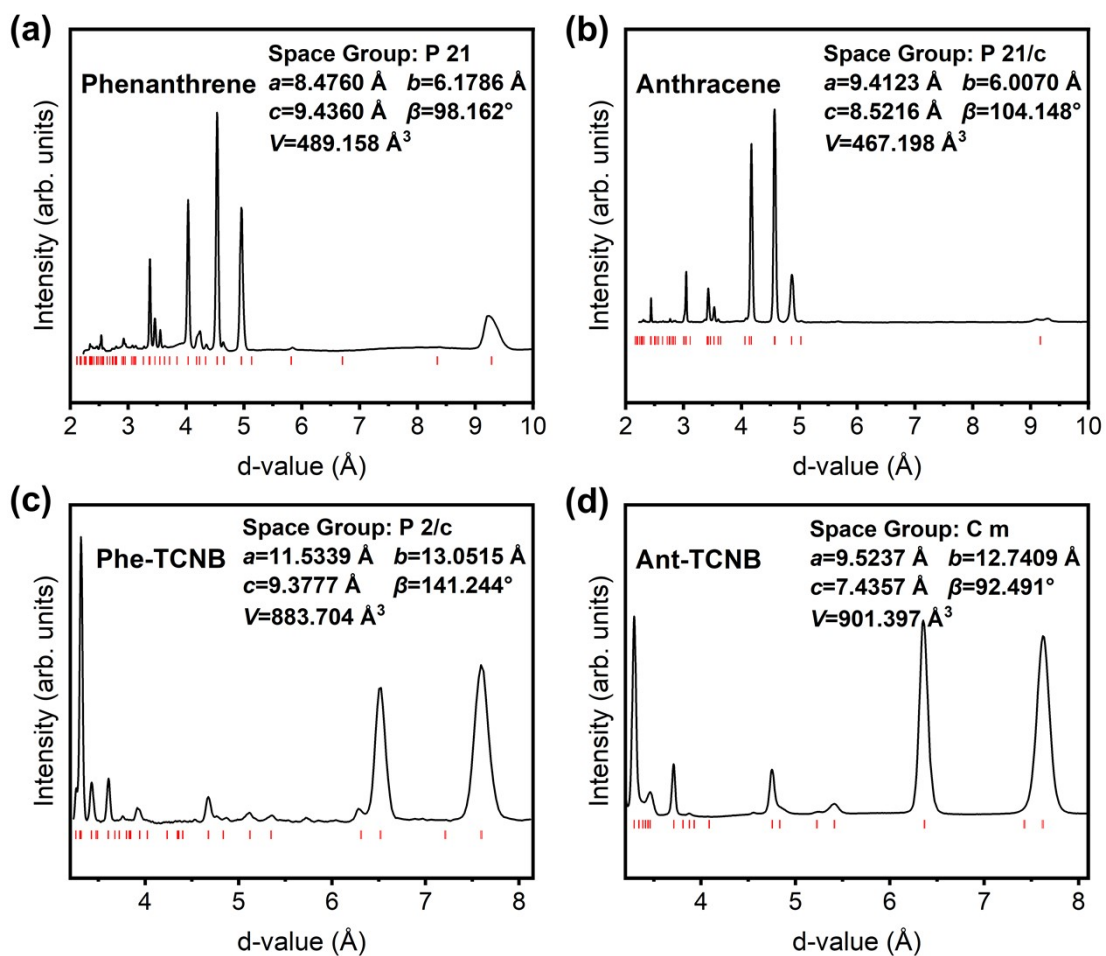 (a)
Phenanthrene
Space Group: P 21
a=8.4760 Å b=6.1786 Å
c=9.4360 Å β=98.162°
V=489.158 Å³
Intensity (arb. units)
2 3 4 5 6 7 8 9 10
d-value (Å)
(b)
Anthracene
Space Group: P 21/c
a=9.4123 Å b=6.0070 Å
c=8.5216 Å β=104.148°
V=467.198 Å³
Intensity (arb. units)
2 3 4 5 6 7 8 9 10
d-value (Å)
(c)
Phe-TCNB
Space Group: P 2/c
a=11.5339 Å b=13.0515 Å
c=9.3777 Å β=141.244°
V=883.704 Å³
Intensity (arb. units)
4 5 6 7 8
d-value (Å)
(d)
Ant-TCNB
Space Group: C m
a=9.5237 Å b=12.7409 Å
c=7.4357 Å β=92.491°
V=901.397 Å³
Intensity (arb. units)
4 5 6 7 8
d-value (Å)